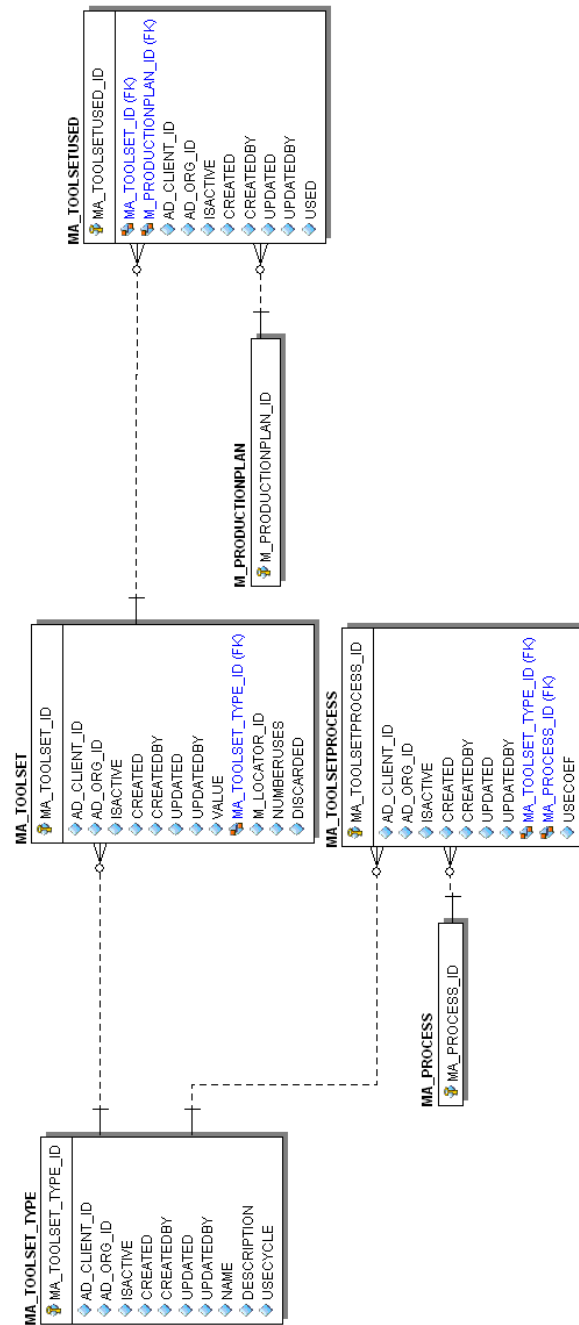 MA_TOOLSET_TYPE
MA_TOOLSET_TYPE_ID
AD_CLIENT_ID
AD_ORG_ID
ISACTIVE
CREATED
CREATEDBY
UPDATED
UPDATEDBY
NAME
DESCRIPTION
USECYCLE
MA_TOOLSET
MA_TOOLSET_ID
AD_CLIENT_ID
AD_ORG_ID
ISACTIVE
CREATED
CREATEDBY
UPDATED
UPDATEDBY
VALUE
MA_TOOLSET_TYPE_ID (FK)
M_LOCATOR_ID
NUMBERUSES
DISCARDED
MA_TOOLSETUSED
MA_TOOLSETUSED_ID
MA_TOOLSET_ID (FK)
M_PRODUCTIONPLAN_ID (FK)
AD_CLIENT_ID
AD_ORG_ID
ISACTIVE
CREATED
CREATEDBY
UPDATED
UPDATEDBY
USED
M_PRODUCTIONPLAN
M_PRODUCTIONPLAN_ID
MA_TOOLSETPROCESS
MA_TOOLSETPROCESS_ID
AD_CLIENT_ID
AD_ORG_ID
ISACTIVE
CREATED
CREATEDBY
UPDATED
UPDATEDBY
MA_TOOLSET_TYPE_ID (FK)
MA_PROCESS_ID (FK)
USECOEF
MA_PROCESS
MA_PROCESS_ID